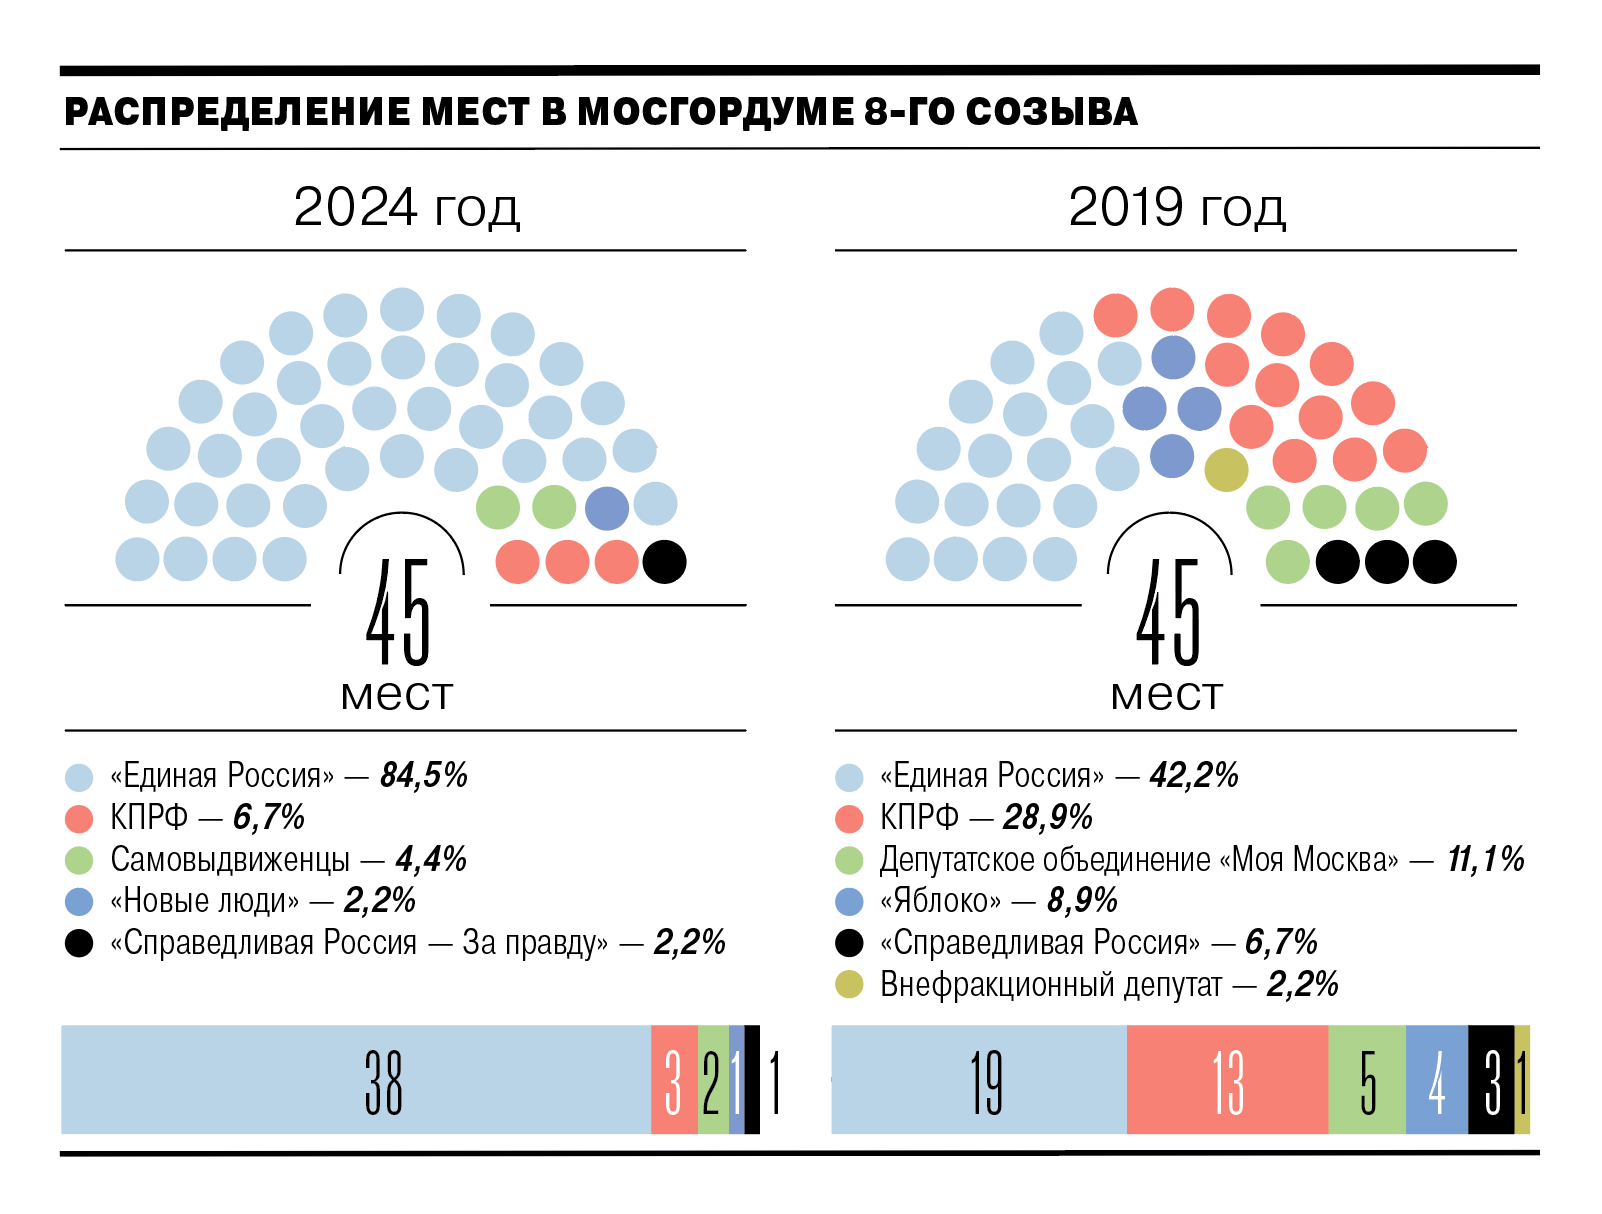 РАСПРЕДЕЛЕНИЕ МЕСТ В МОСГОРДУМЕ 8-ГО СОЗЫВА
2024 год
45
мест
«Единая Россия» — 84,5%
КПРФ — 6,7%
Самовыдвиженцы — 4,4%
«Новые люди» — 2,2%
«Справедливая Россия — За правду» — 2,2%
38 3 2 1 1
2019 год
45
мест
«Единая Россия» — 42,2%
КПРФ — 28,9%
Депутатское объединение «Моя Москва» — 11,1%
«Яблоко» — 8,9%
«Справедливая Россия» — 6,7%
Внефракционный депутат — 2,2%
19 13 5 4 3 1